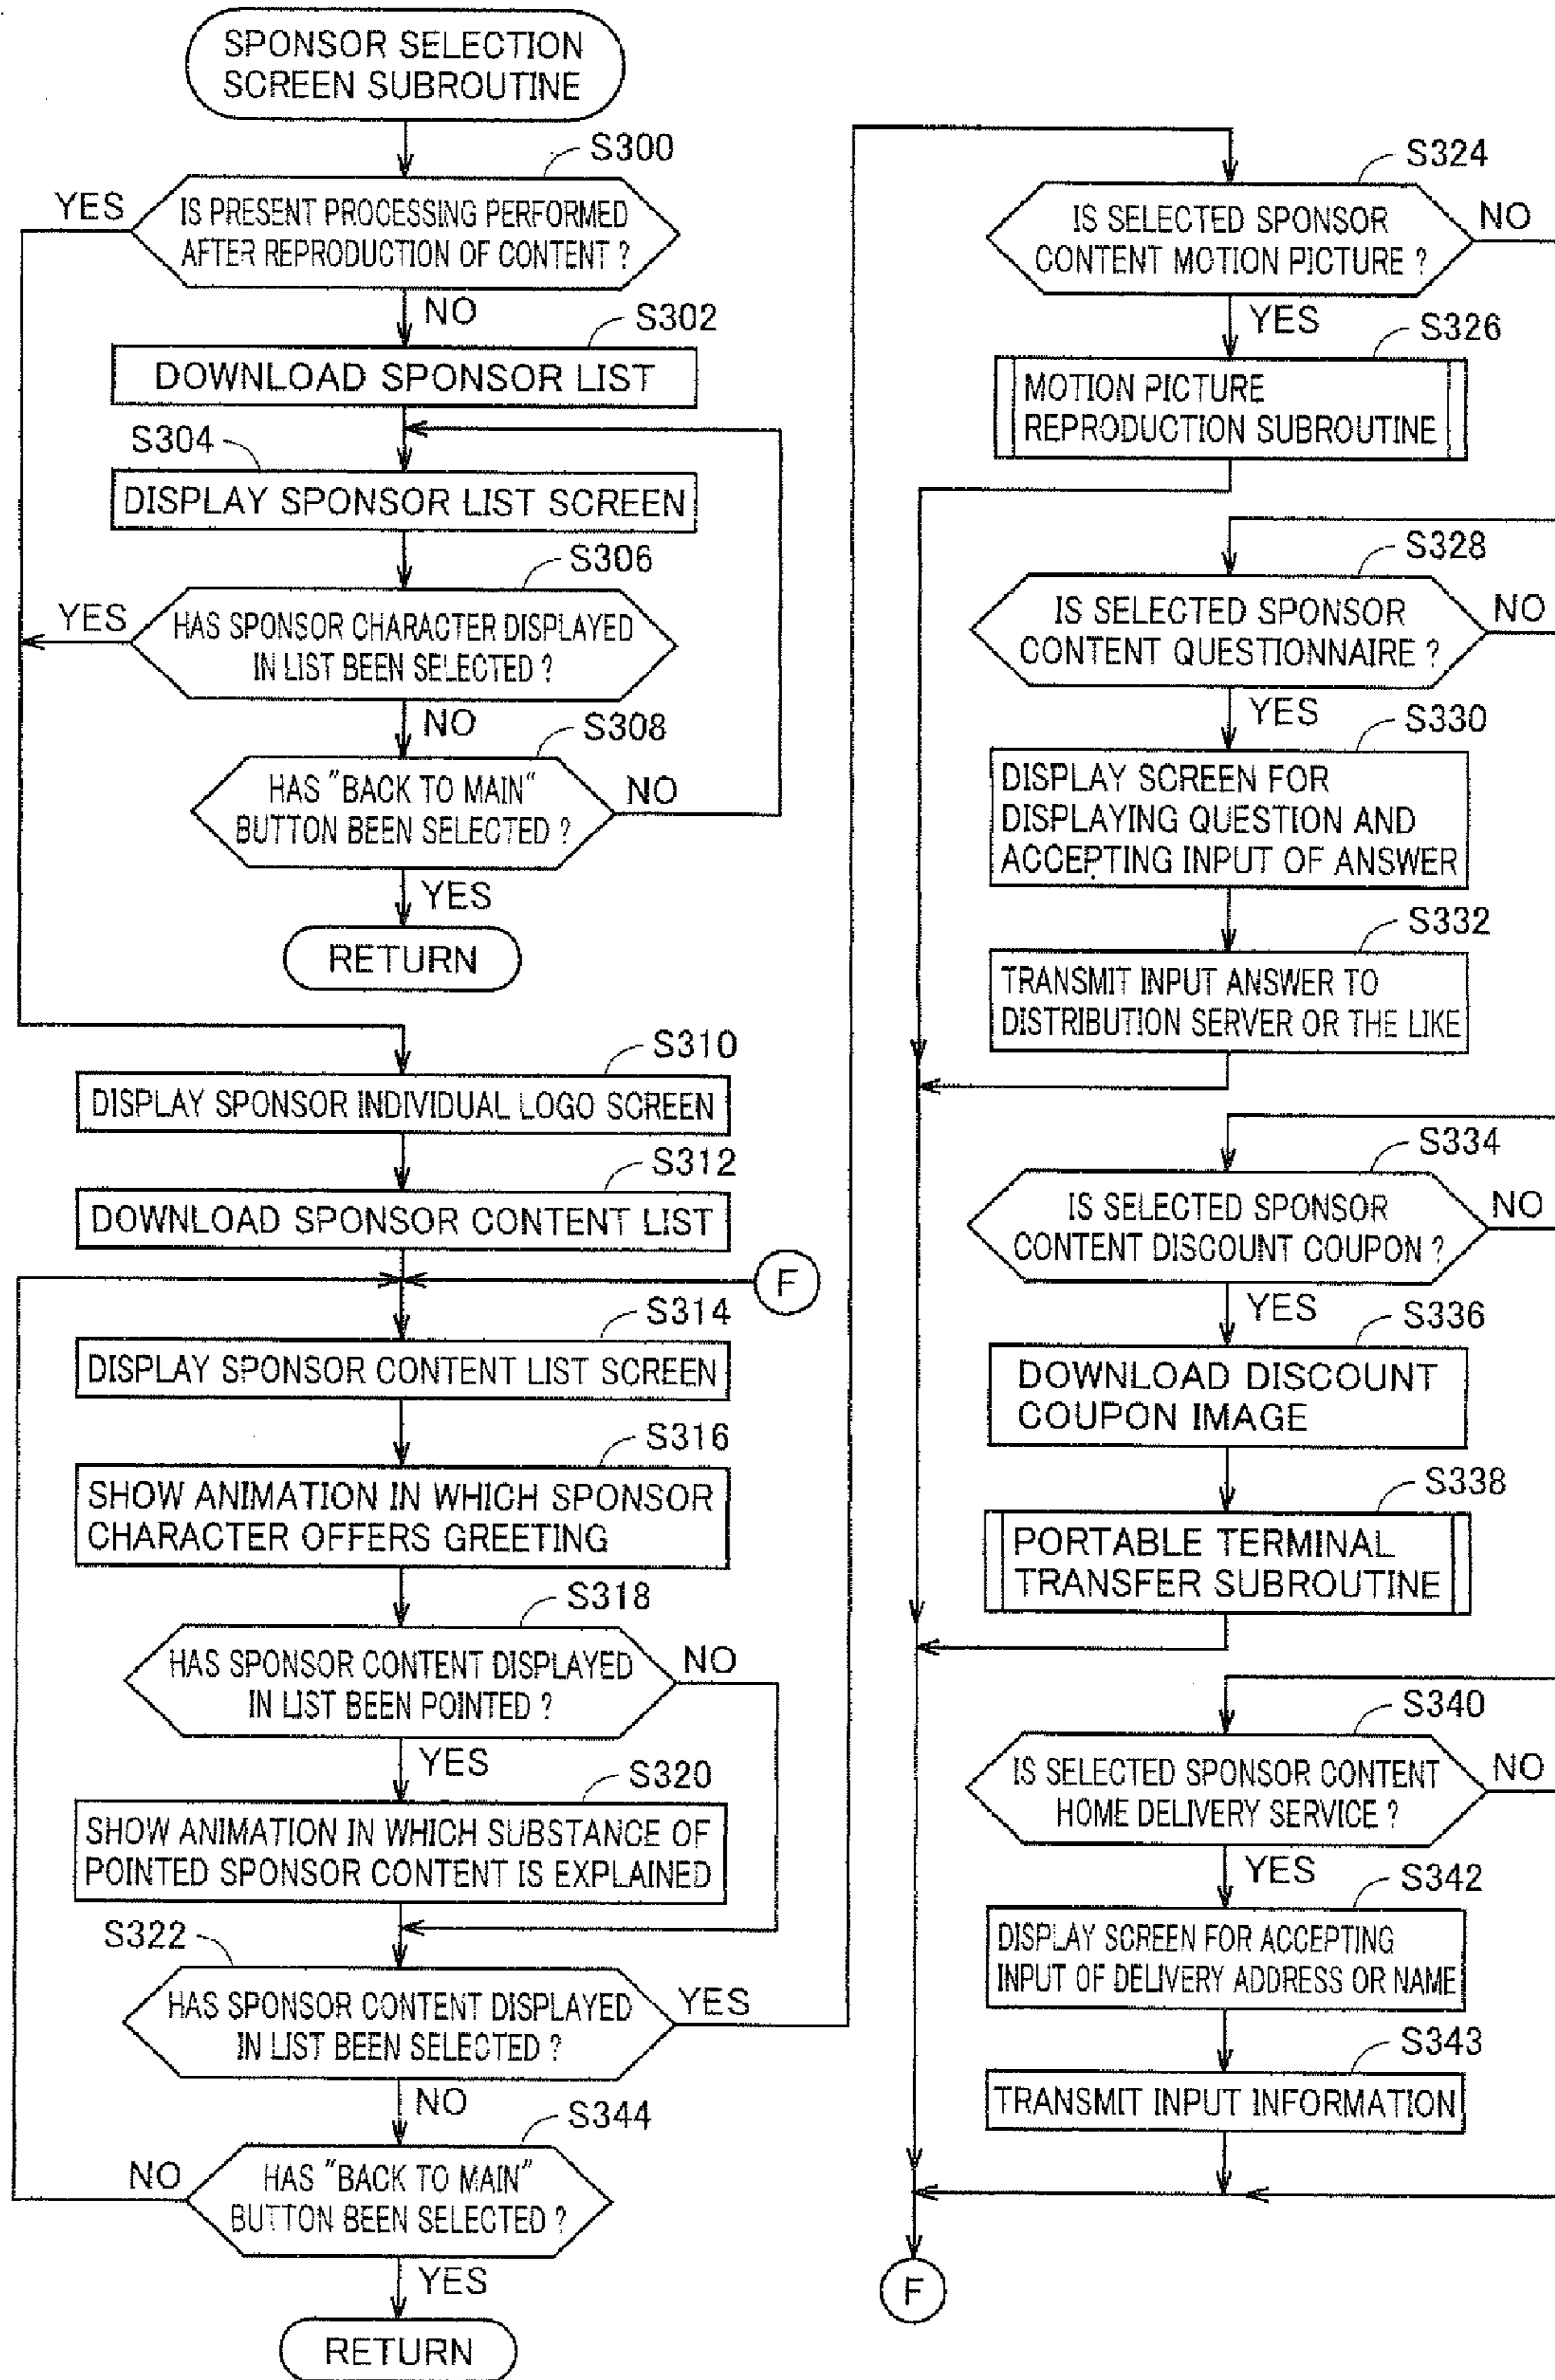 SPONSOR SELECTION
SCREEN SUBROUTINE
S300
YES
IS PRESENT PROCESSING PERFORMED
AFTER REPRODUCTION OF CONTENT ?
NO
S302
DOWNLOAD SPONSOR LIST
S304
DISPLAY SPONSOR LIST SCREEN
S306
YES
HAS SPONSOR CHARACTER DISPLAYED
IN LIST BEEN SELECTED ?
NO
S308
HAS "BACK TO MAIN"
BUTTON BEEN SELECTED ?
NO
YES
RETURN
S310
DISPLAY SPONSOR INDIVIDUAL LOGO SCREEN
S312
DOWNLOAD SPONSOR CONTENT LIST
F
S314
DISPLAY SPONSOR CONTENT LIST SCREEN
S316
SHOW ANIMATION IN WHICH SPONSOR
CHARACTER OFFERS GREETING
S318
HAS SPONSOR CONTENT DISPLAYED
IN LIST BEEN POINTED ?
NO
YES
S320
SHOW ANIMATION IN WHICH SUBSTANCE OF
POINTED SPONSOR CONTENT IS EXPLAINED
S322
HAS SPONSOR CONTENT DISPLAYED
IN LIST BEEN SELECTED ?
YES
NO
S344
NO
HAS "BACK TO MAIN"
BUTTON BEEN SELECTED ?
YES
RETURN
S324
IS SELECTED SPONSOR
CONTENT MOTION PICTURE ?
NO
YES
S326
MOTION PICTURE
REPRODUCTION SUBROUTINE
S328
IS SELECTED SPONSOR
CONTENT QUESTIONNAIRE ?
NO
YES
S330
DISPLAY SCREEN FOR
DISPLAYING QUESTION AND
ACCEPTING INPUT OF ANSWER
S332
TRANSMIT INPUT ANSWER TO
DISTRIBUTION SERVER OR THE LIKE
S334
IS SELECTED SPONSOR
CONTENT DISCOUNT COUPON ?
NO
YES
S336
DOWNLOAD DISCOUNT
COUPON IMAGE
S338
PORTABLE TERMINAL
TRANSFER SUBROUTINE
S340
IS SELECTED SPONSOR CONTENT
HOME DELIVERY SERVICE ?
NO
YES
S342
DISPLAY SCREEN FOR ACCEPTING
INPUT OF DELIVERY ADDRESS OR NAME
S343
TRANSMIT INPUT INFORMATION
F